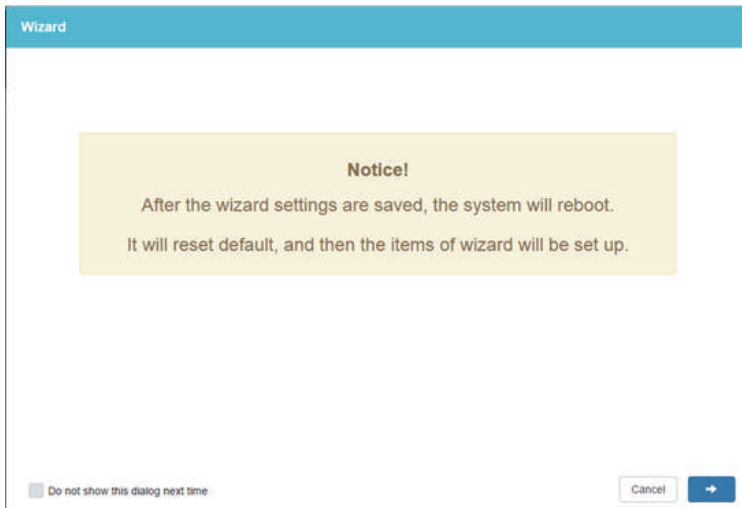 Wizard
Notice!
After the wizard settings are saved, the system will reboot.
It will reset default, and then the items of wizard will be set up.
Do not show this dialog next time
Cancel